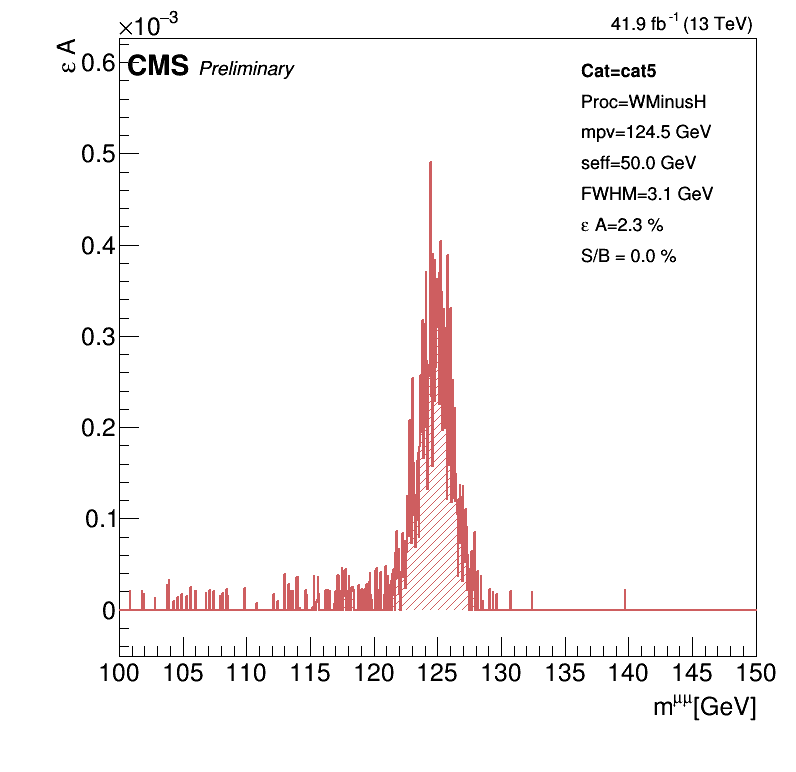 ×10⁻³
41.9 fb⁻¹ (13 TeV)
ε A
CMS Preliminary
Cat=cat5
Proc=WMinusH
mpv=124.5 GeV
seff=50.0 GeV
FWHM=3.1 GeV
ε A=2.3 %
S/B = 0.0 %
0.6
0.5
0.4
0.3
0.2
0.1
0
100 105 110 115 120 125 130 135 140 145 150
m^μμ[GeV]